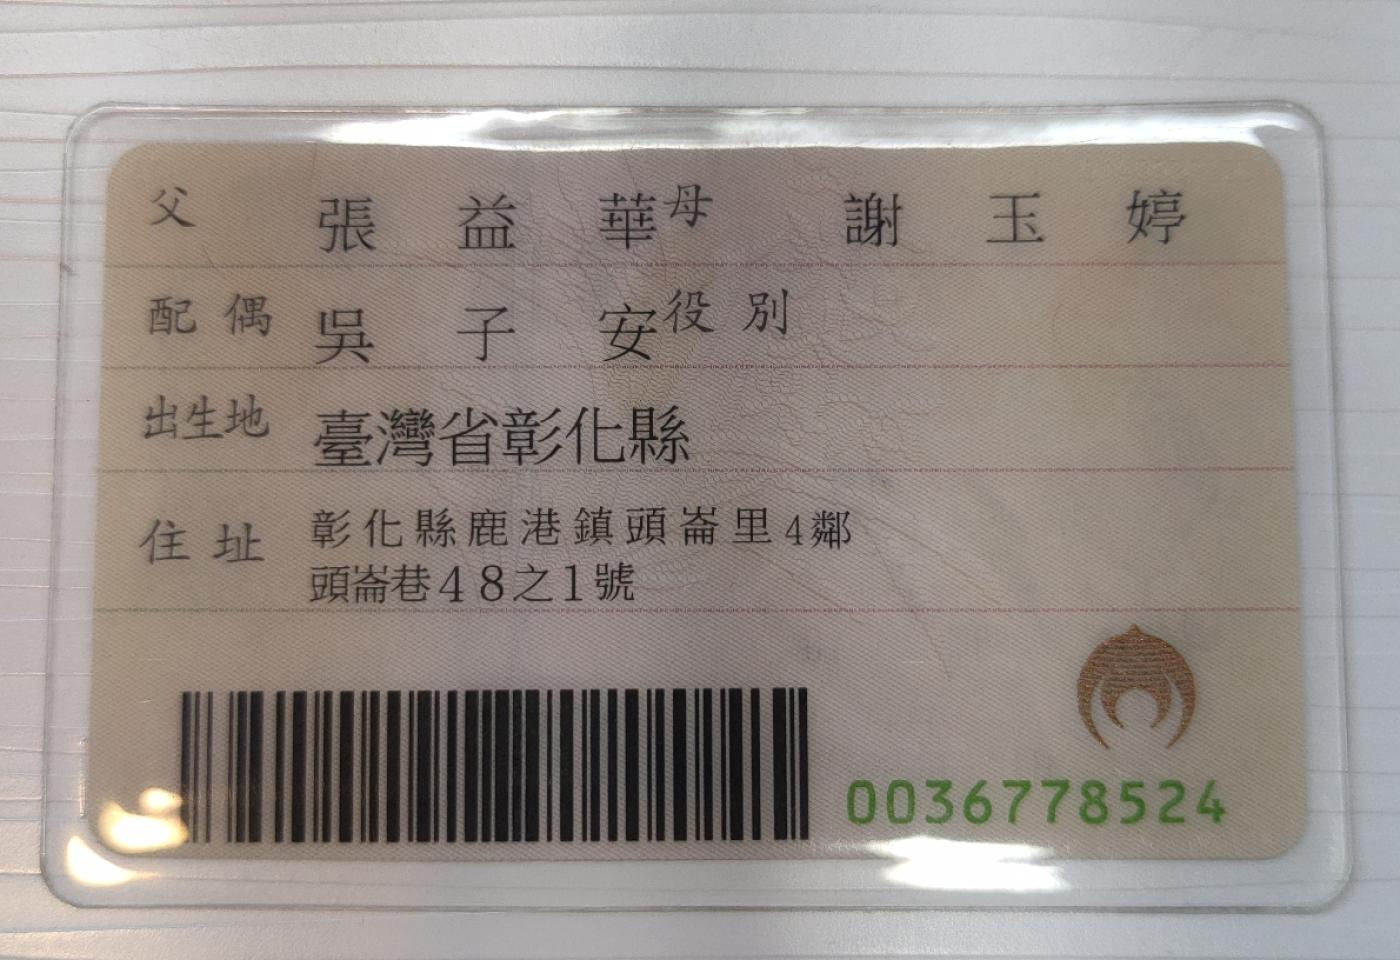 父 張益華 母 謝玉婷
配偶 吳子安 役別
出生地 臺灣省彰化縣
住址 彰化縣鹿港鎮頭崙里4鄰
頭崙巷48之1號
0036778524